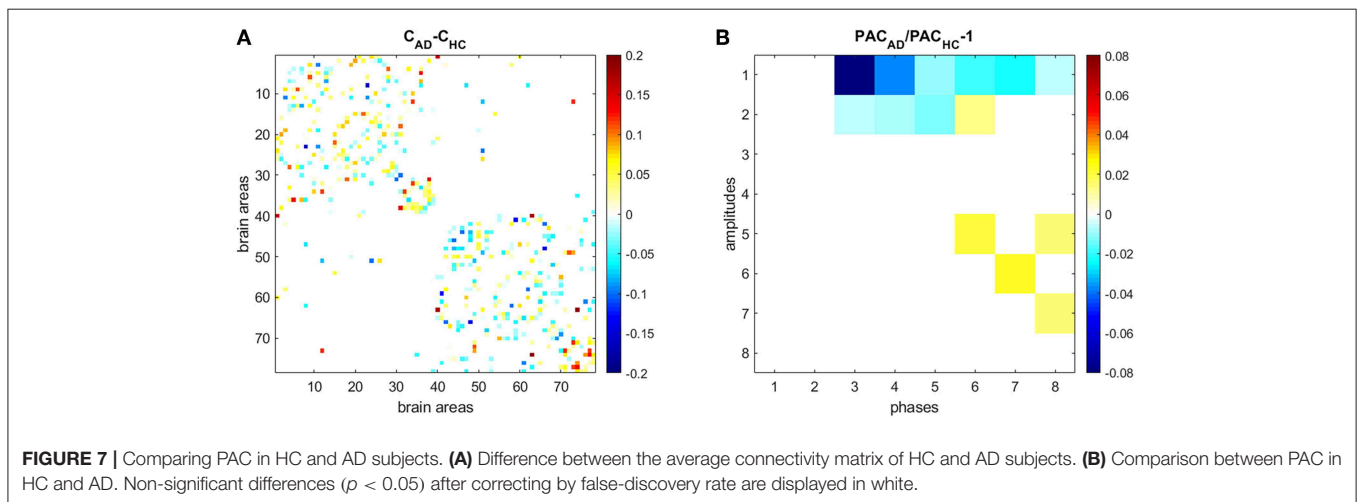 A
C_AD-C_HC
brain areas
10
20
30
40
50
60
70
10 20 30 40 50 60 70
brain areas
0.2
0.15
0.1
0.05
0
-0.05
-0.1
-0.15
-0.2
B
PAC_AD/PAC_HC-1
amplitudes
1
2
3
4
5
6
7
8
1 2 3 4 5 6 7 8
phases
0.08
0.06
0.04
0.02
0
-0.02
-0.04
-0.06
-0.08
FIGURE 7 | Comparing PAC in HC and AD subjects. (A) Difference between the average connectivity matrix of HC and AD subjects. (B) Comparison between PAC in
HC and AD. Non-significant differences (p < 0.05) after correcting by false-discovery rate are displayed in white.